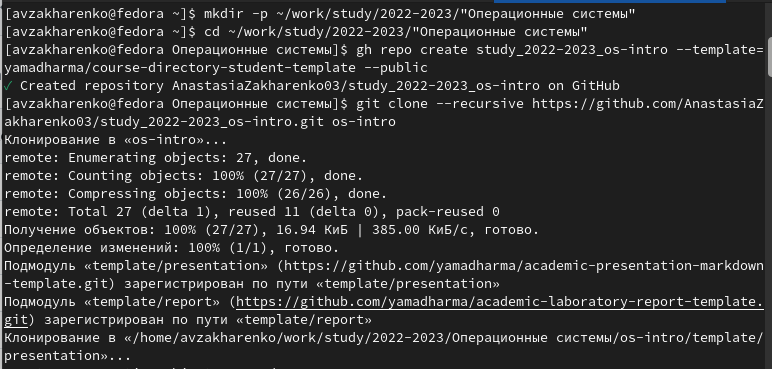 [avzakharenko@fedora ~]$ mkdir -p ~/work/study/2022-2023/"Операционные системы"
[avzakharenko@fedora ~]$ cd ~/work/study/2022-2023/"Операционные системы"
[avzakharenko@fedora Операционные системы]$ gh repo create study_2022-2023_os-intro --template=
yamadharma/course-directory-student-template --public
✓ Created repository AnastasiaZakharenko03/study_2022-2023_os-intro on GitHub
[avzakharenko@fedora Операционные системы]$ git clone --recursive https://github.com/AnastasiaZ
akharenko03/study_2022-2023_os-intro.git os-intro
Клонирование в «os-intro»...
remote: Enumerating objects: 27, done.
remote: Counting objects: 100% (27/27), done.
remote: Compressing objects: 100% (26/26), done.
remote: Total 27 (delta 1), reused 11 (delta 0), pack-reused 0
Получение объектов: 100% (27/27), 16.94 КиБ | 385.00 КиБ/с, готово.
Определение изменений: 100% (1/1), готово.
Подмодуль «template/presentation» (https://github.com/yamadharma/academic-presentation-markdown
-template.git) зарегистрирован по пути «template/presentation»
Подмодуль «template/report» (https://github.com/yamadharma/academic-laboratory-report-template.
git) зарегистрирован по пути «template/report»
Клонирование в «/home/avzakharenko/work/study/2022-2023/Операционные системы/os-intro/template/
presentation»...